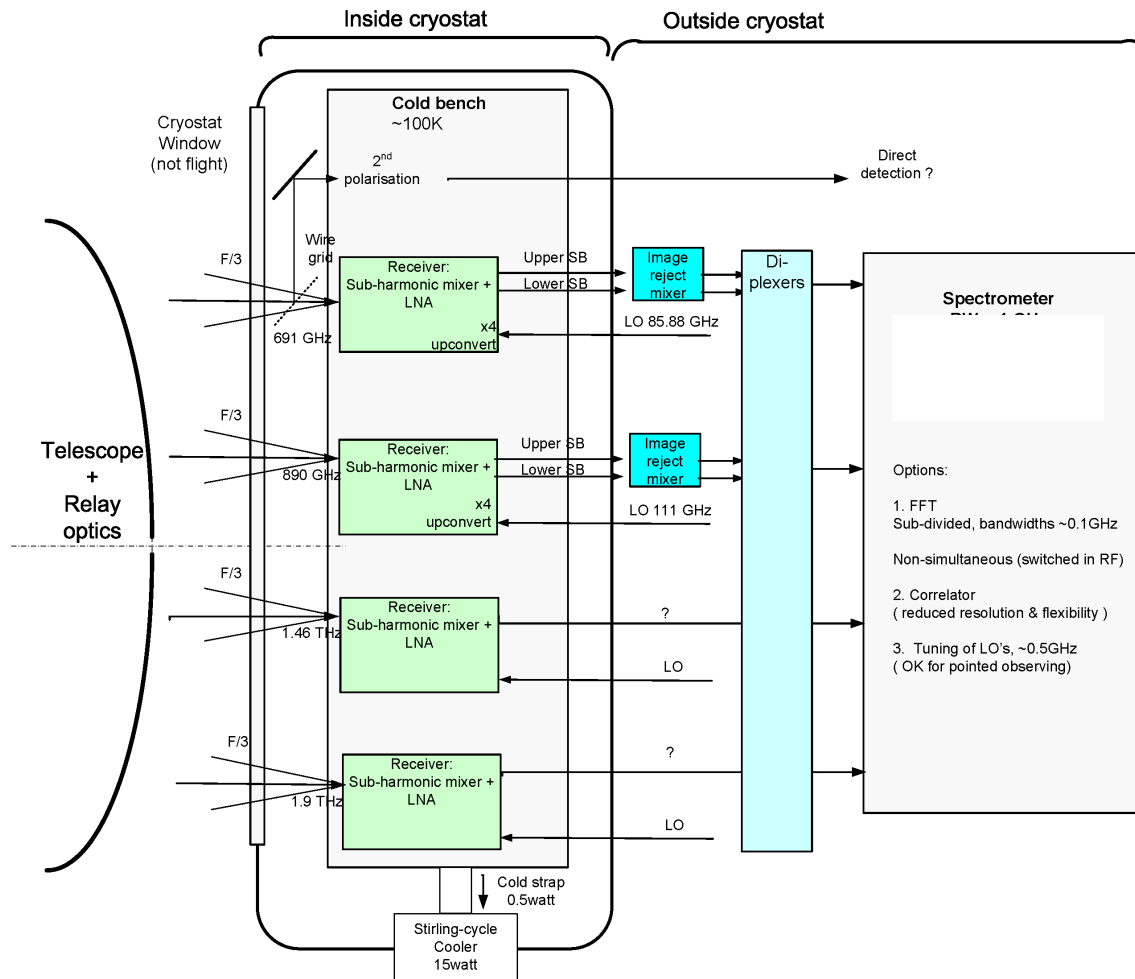 Inside cryostat
Outside cryostat
Cold bench
~100K
Cryostat
Window
(not flight)
2nd
polarisation
Direct
detection ?
Wire
grid
F/3
691 GHz
Receiver:
Sub-harmonic mixer +
LNA
x4
upconvert
Upper SB
Lower SB
LO 85.88 GHz
Image
reject
mixer
Di-
plexers
Spectrometer
Telescope
+
Relay
optics
F/3
890 GHz
Receiver:
Sub-harmonic mixer +
LNA
x4
upconvert
Upper SB
Lower SB
LO 111 GHz
Image
reject
mixer
Options:
1. FFT
Sub-divided, bandwidths ~0.1GHz
Non-simultaneous (switched in RF)
2. Correlator
( reduced resolution & flexibility )
3. Tuning of LO's, ~0.5GHz
( OK for pointed observing)
F/3
1.46 THz
Receiver:
Sub-harmonic mixer +
LNA
?
LO
F/3
1.9 THz
Receiver:
Sub-harmonic mixer +
LNA
?
LO
Cold strap
0.5watt
Stirling-cycle
Cooler
15watt